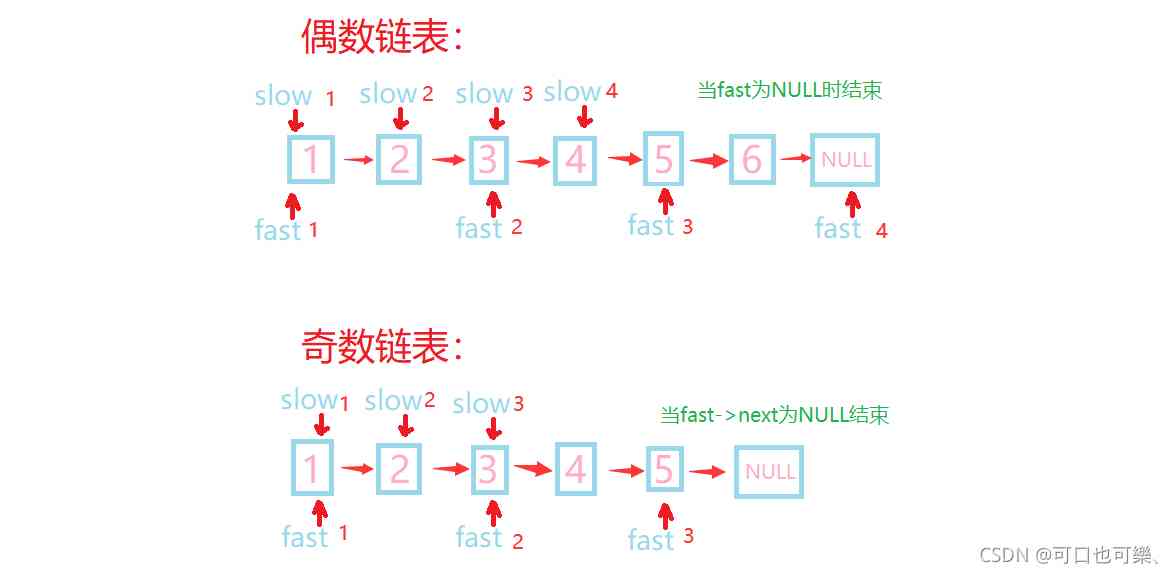 偶数链表：
slow 1 slow 2 slow 3 slow 4 当fast为NULL时结束
1 2 3 4 5 6 NULL
fast 1 fast 2 fast 3 fast 4
奇数链表：
slow 1 slow 2 slow 3 当fast->next为NULL结束
1 2 3 4 5 NULL
fast 1 fast 2 fast 3
CSDN @可口也可樂、